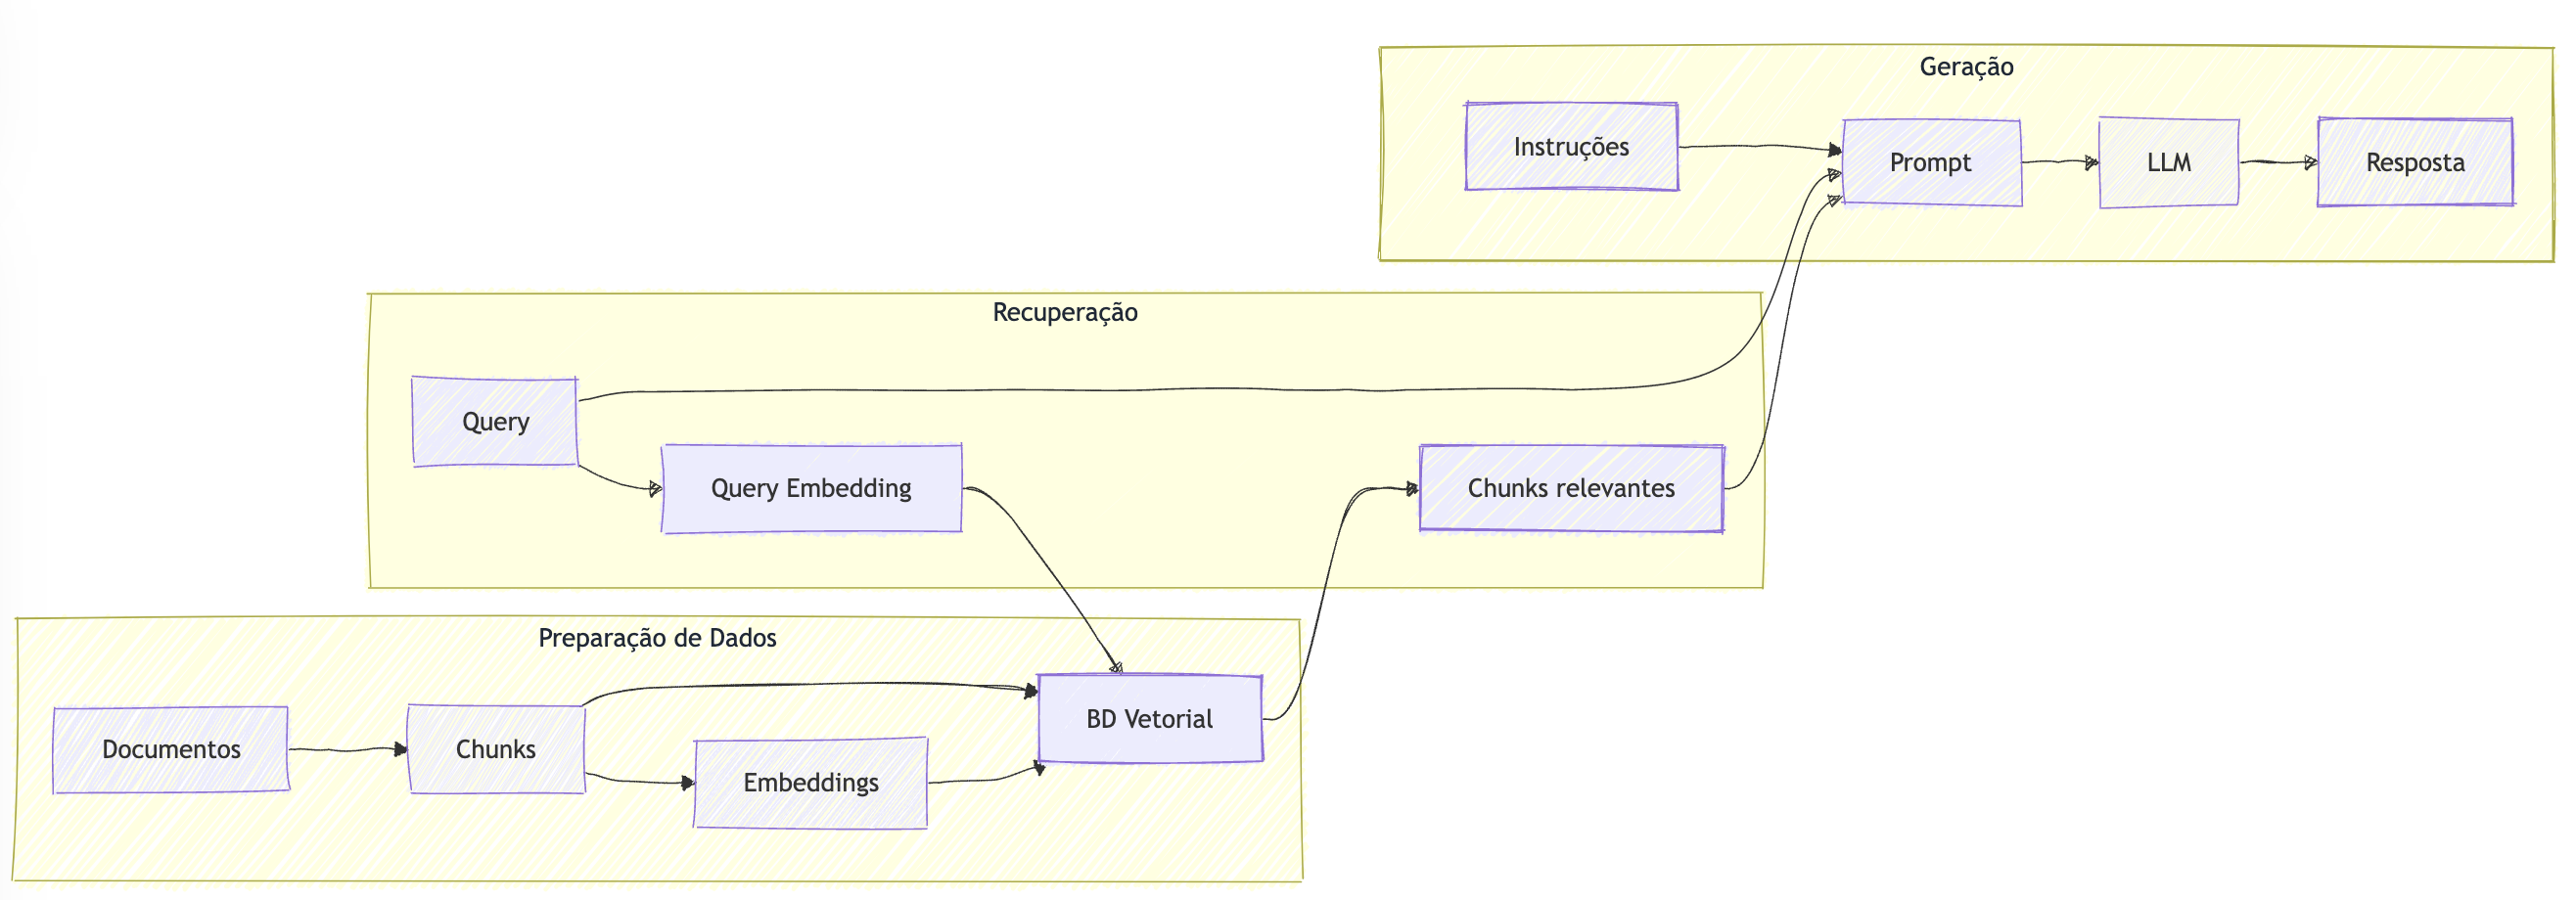 Geração
Instruções
Prompt
LLM
Resposta
Recuperação
Query
Query Embedding
Chunks relevantes
Preparação de Dados
Documentos
Chunks
Embeddings
BD Vetorial